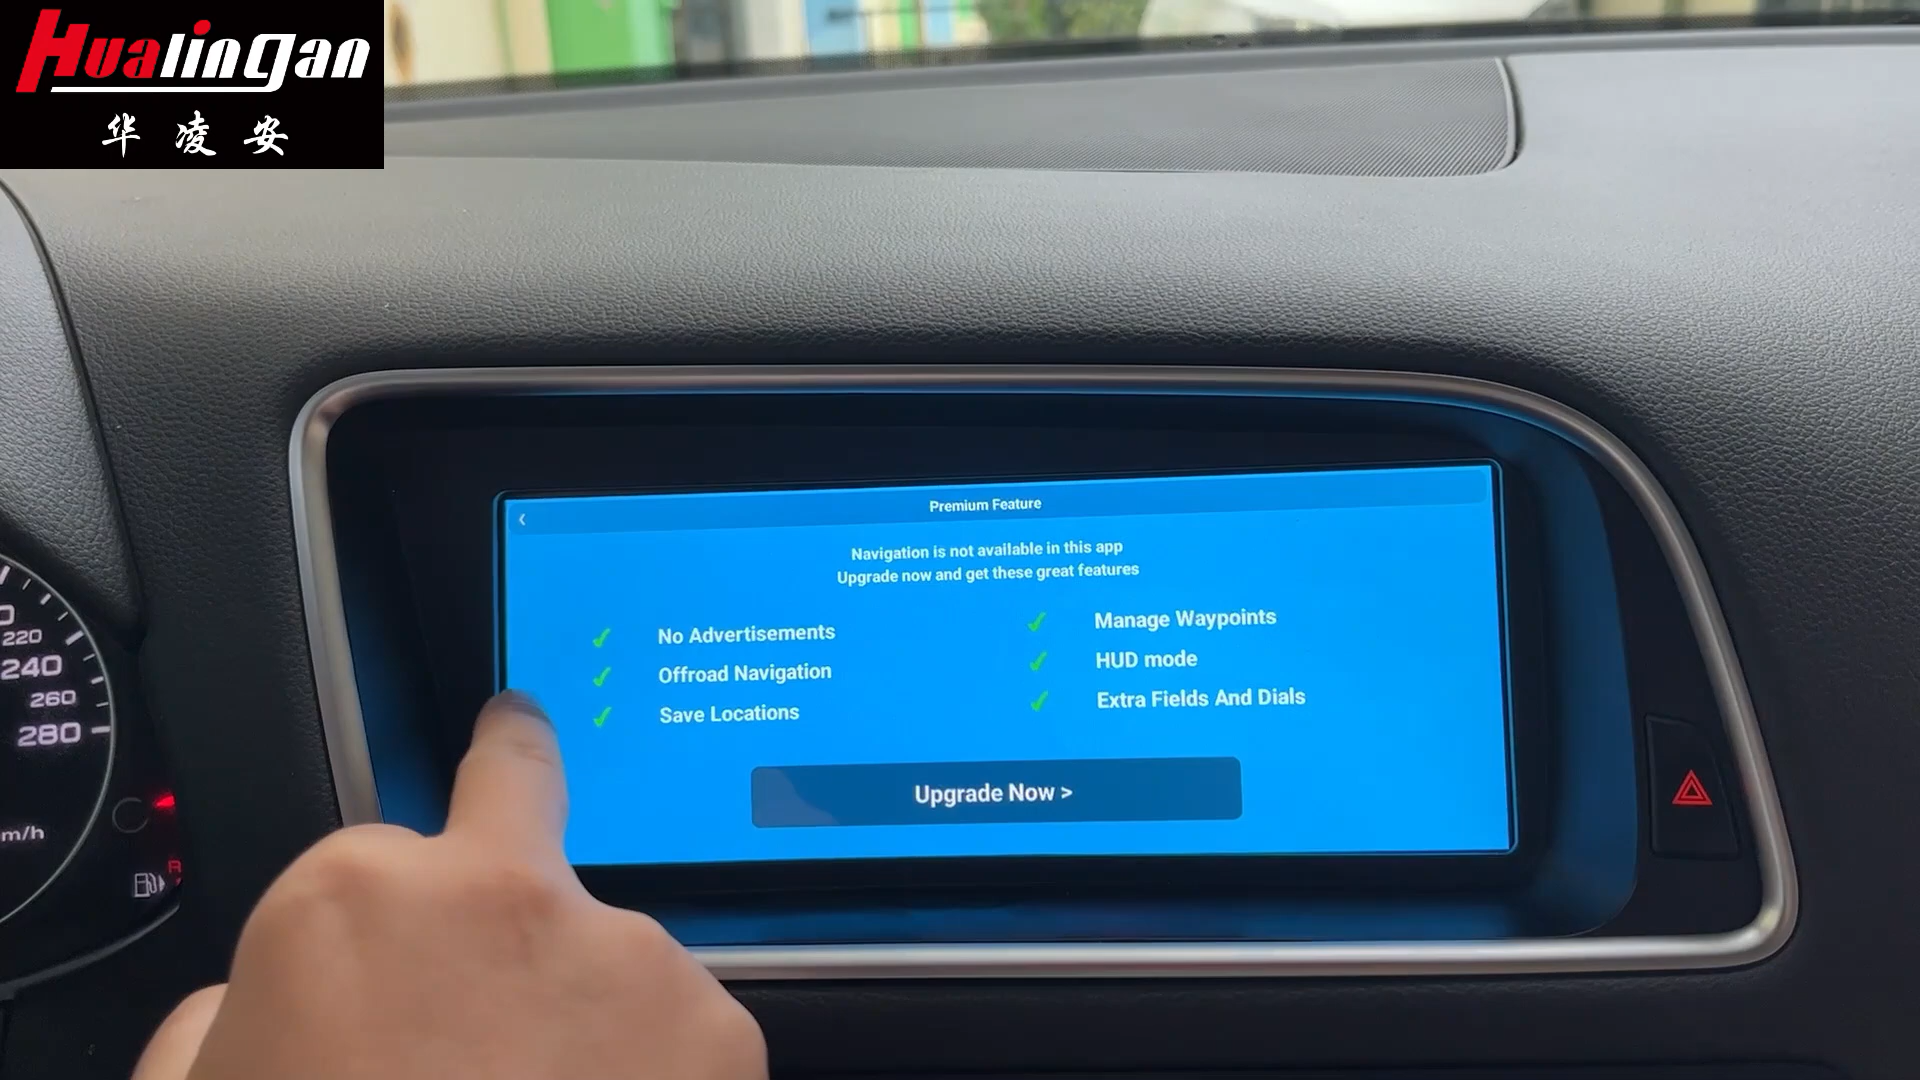 Hualingan
华凌安
Premium Feature
Navigation is not available in this app
Upgrade now and get these great features
No Advertisements
Offroad Navigation
Save Locations
Manage Waypoints
HUD mode
Extra Fields And Dials
Upgrade Now >
220
240
260
280
m/h